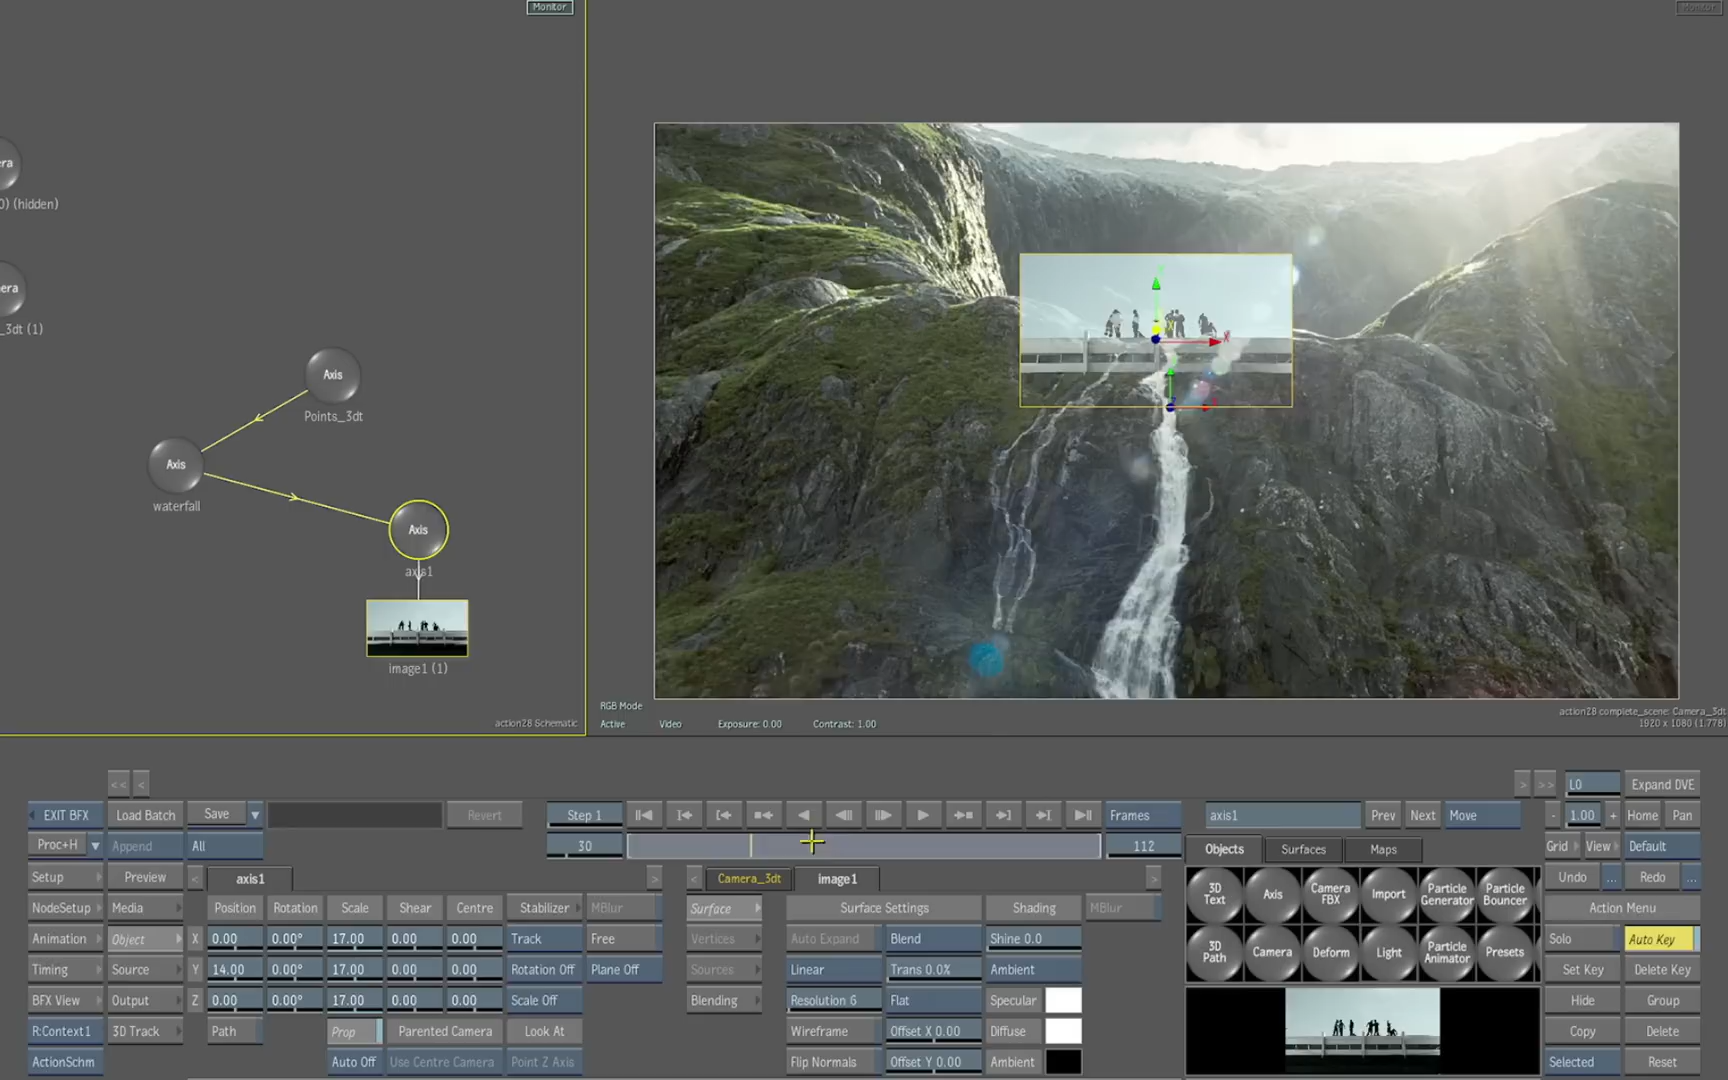 Monitor
Monitor
era
0) (hidden)
era
_3dt (1)
Axis
Points_3dt
Axis
waterfall
Axis
axis1
image1 (1)
action28 Schematic
RGB Mode
Active Video Exposure: 0.00 Contrast: 1.00
action28 complete_scene: Camera_3dt
1920 x 1080 (1.778)
<< <
> >> L0 Expand DVE
EXIT BFX Load Batch Save Revert Step 1 Frames axis1 Prev Next Move - 1.00 + Home Pan
Proc+H Append All 30 112 Objects Surfaces Maps Grid View Default
Setup Preview < axis1 > < Camera_3dt image1 > Undo ... Redo ...
NodeSetup Media Position Rotation Scale Shear Centre Stabilizer MBlur Surface Surface Settings Shading MBlur 3D Text Axis Camera FBX Import Particle Generator Particle Bouncer Action Menu
Animation Object X 0.00 0.00° 17.00 0.00 0.00 Track Free Vertices Auto Expand Blend Shine 0.0 Solo Auto Key
Timing Source Y 14.00 0.00° 17.00 0.00 0.00 Rotation Off Plane Off Sources Linear Trans 0.0% Ambient 3D Path Camera Deform Light Particle Animator Presets Set Key Delete Key
BFX View Output Z 0.00 0.00° 17.00 0.00 0.00 Scale Off Blending Resolution 6 Flat Specular Hide Group
R:Context1 3D Track Path Prop Parented Camera Look At Wireframe Offset X 0.00 Diffuse Copy Delete
ActionSchm Auto Off Use Centre Camera Point Z Axis Flip Normals Offset Y 0.00 Ambient Selected Reset